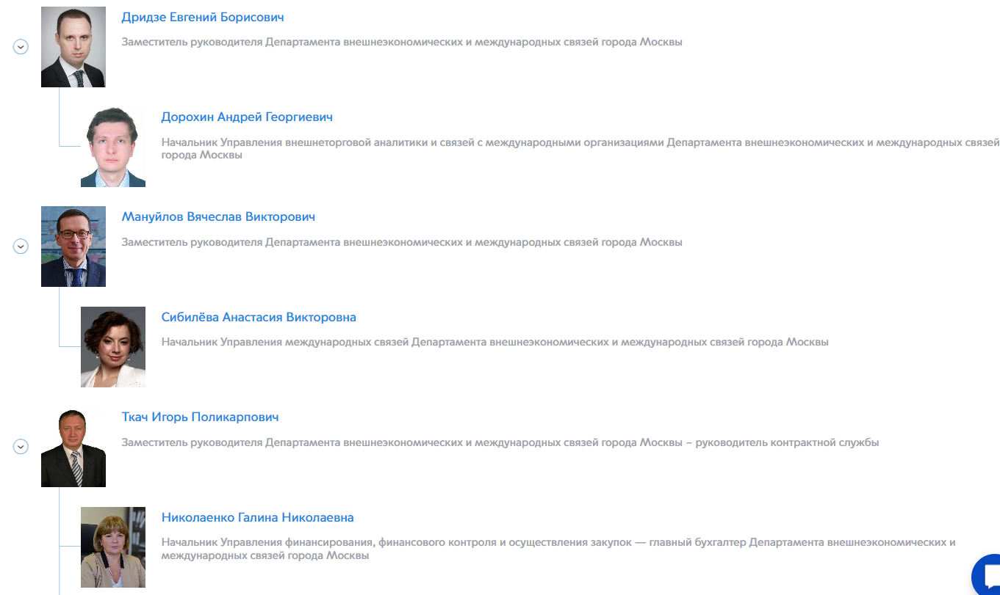 Дридзе Евгений Борисович
Заместитель руководителя Департамента внешнеэкономических и международных связей города Москвы
Дорохин Андрей Георгиевич
Начальник Управления внешнеторговой аналитики и связей с международными организациями Департамента внешнеэкономических и международных связей
города Москвы
Мануйлов Вячеслав Викторович
Заместитель руководителя Департамента внешнеэкономических и международных связей города Москвы
Сибилёва Анастасия Викторовна
Начальник Управления международных связей Департамента внешнеэкономических и международных связей города Москвы
Ткач Игорь Поликарпович
Заместитель руководителя Департамента внешнеэкономических и международных связей города Москвы – руководитель контрактной службы
Николаенко Галина Николаевна
Начальник Управления финансирования, финансового контроля и осуществления закупок — главный бухгалтер Департамента внешнеэкономических и
международных связей города Москвы